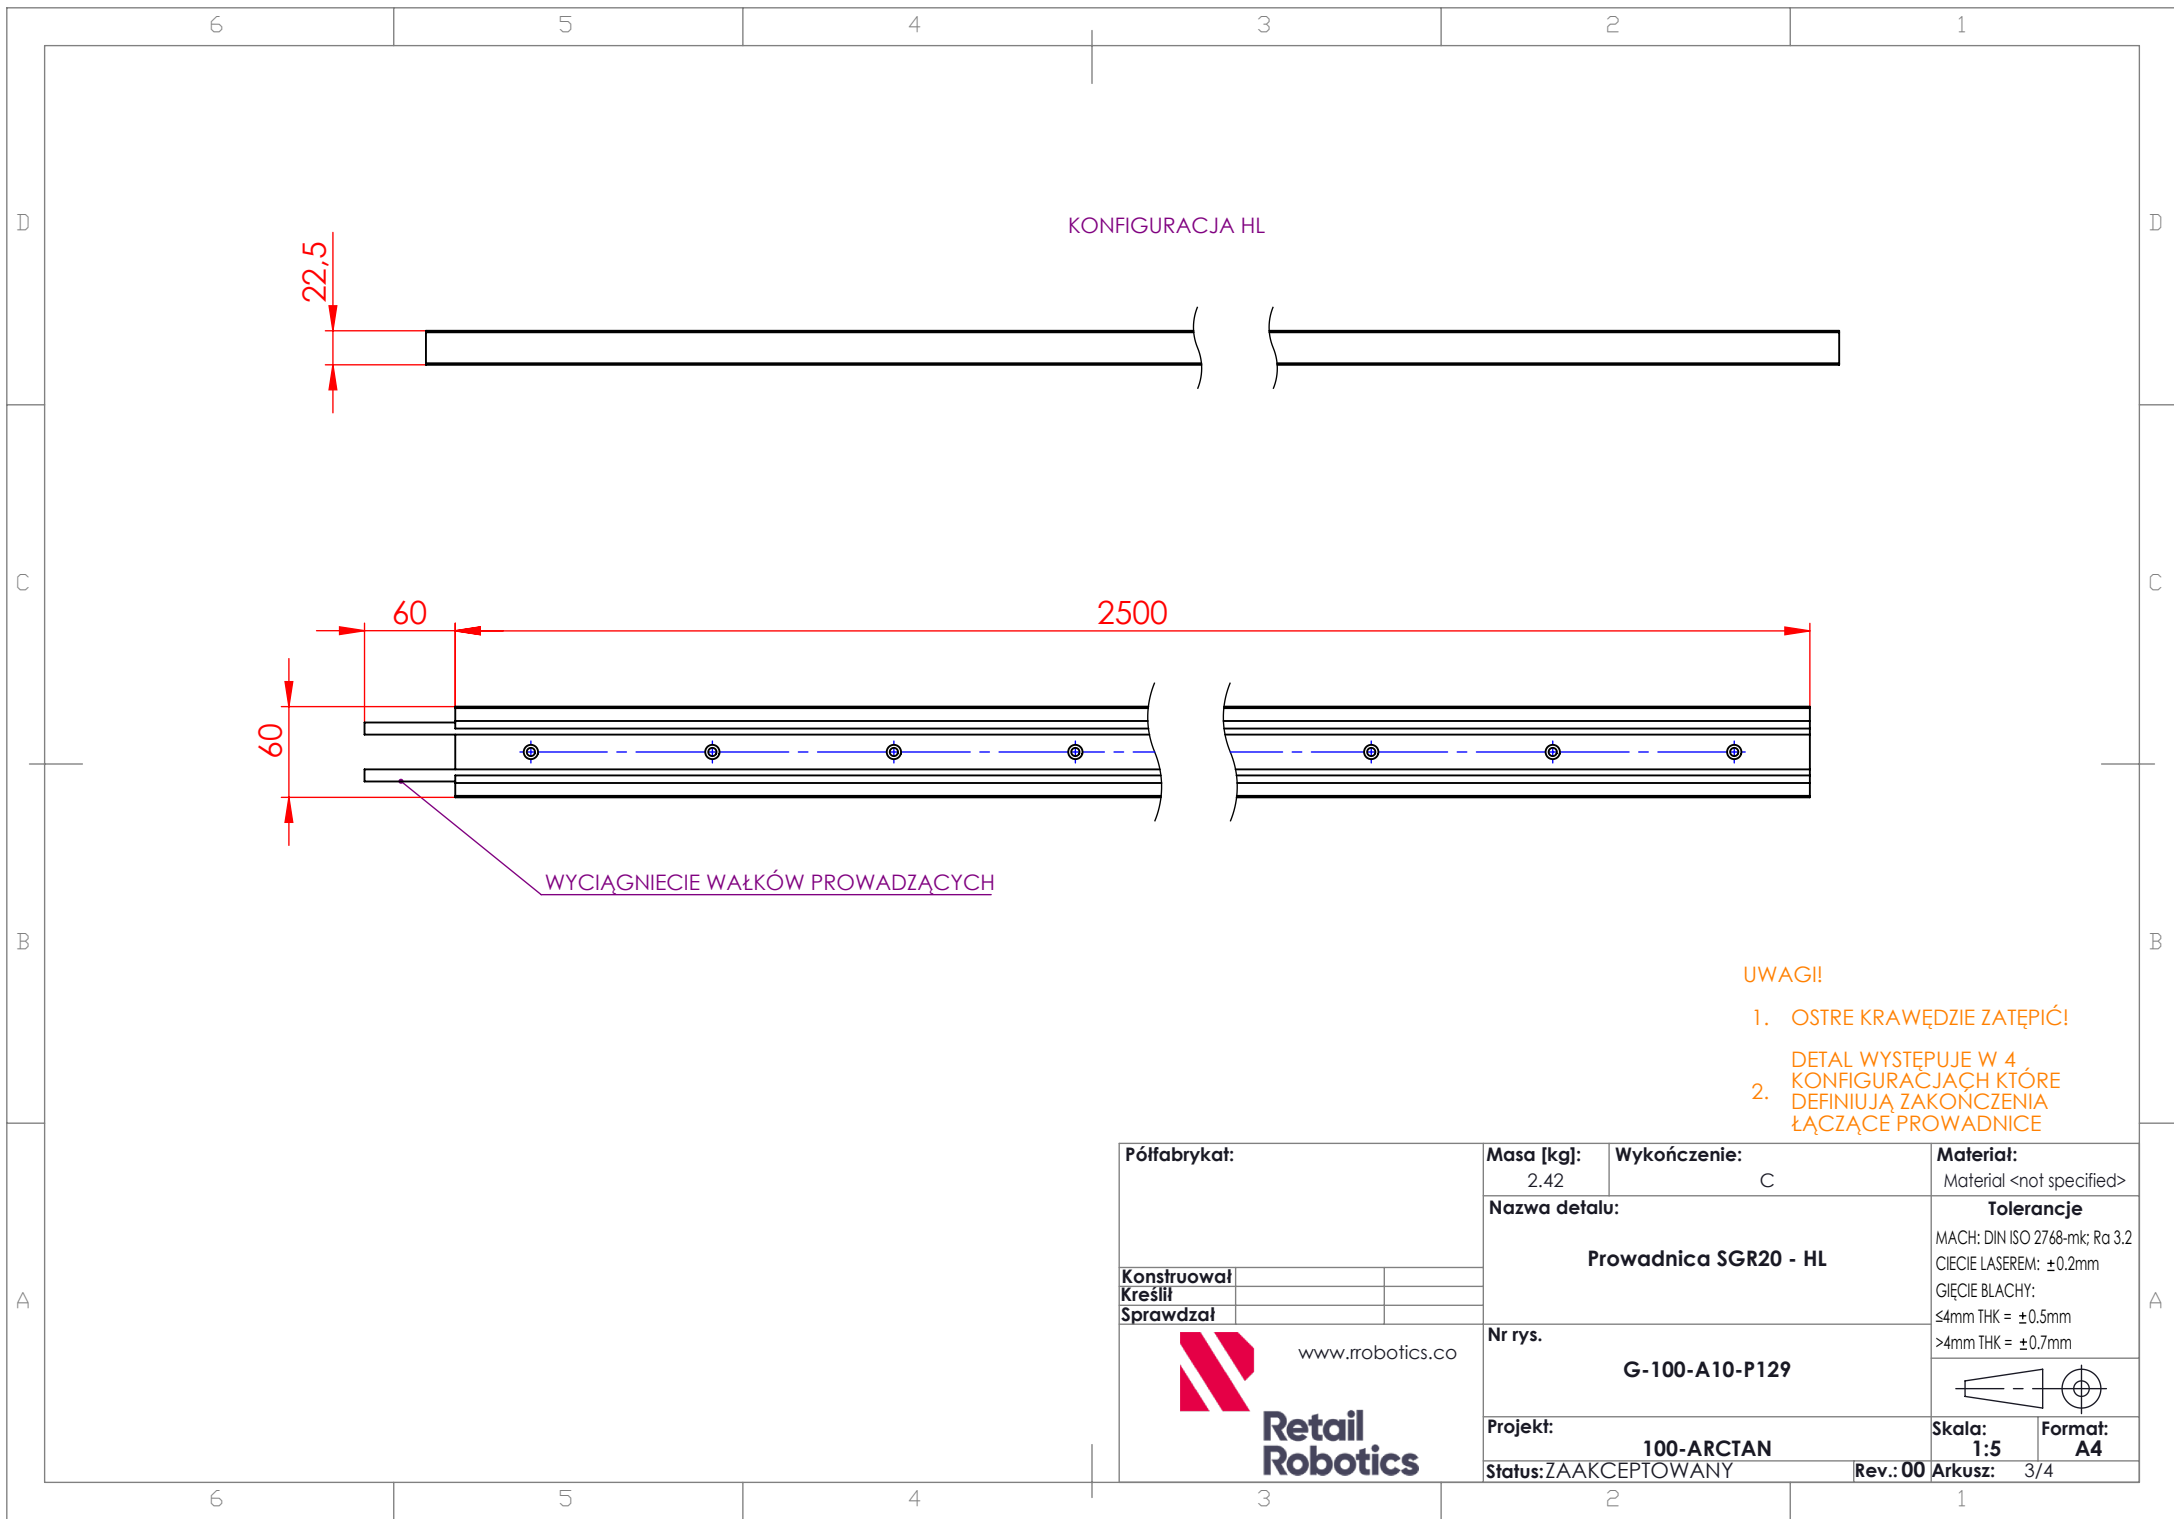 6 5 4 3 2 1
D D
KONFIGURACJA HL
22,5
C C
60 2500
60
WYCIĄGNIECIE WAŁKÓW PROWADZĄCYCH
B B
UWAGI!
1. OSTRE KRAWĘDZIE ZATĘPIĆ!
2. DETAL WYSTĘPUJE W 4
KONFIGURACJACH KTÓRE
DEFINIUJĄ ZAKOŃCZENIA
ŁĄCZĄCE PROWADNICE
Półfabrykat:
Masa [kg]:
2.42
Wykończenie:
C
Materiał:
Material <not specified>
Nazwa detalu:
Prowadnica SGR20 - HL
Tolerancje
MACH: DIN ISO 2768-mk; Ra 3.2
CIECIE LASEREM: ±0.2mm
GIĘCIE BLACHY:
≤4mm THK = ±0.5mm
>4mm THK = ±0.7mm
Konstruował
Kreślił
Sprawdzał
A A
www.rrobotics.co
Retail
Robotics
Nr rys.
G-100-A10-P129
Projekt:
100-ARCTAN
Skala:
1:5
Format:
A4
Status: ZAAKCEPTOWANY
Rev.: 00
Arkusz: 3/4
6 5 4 3 2 1